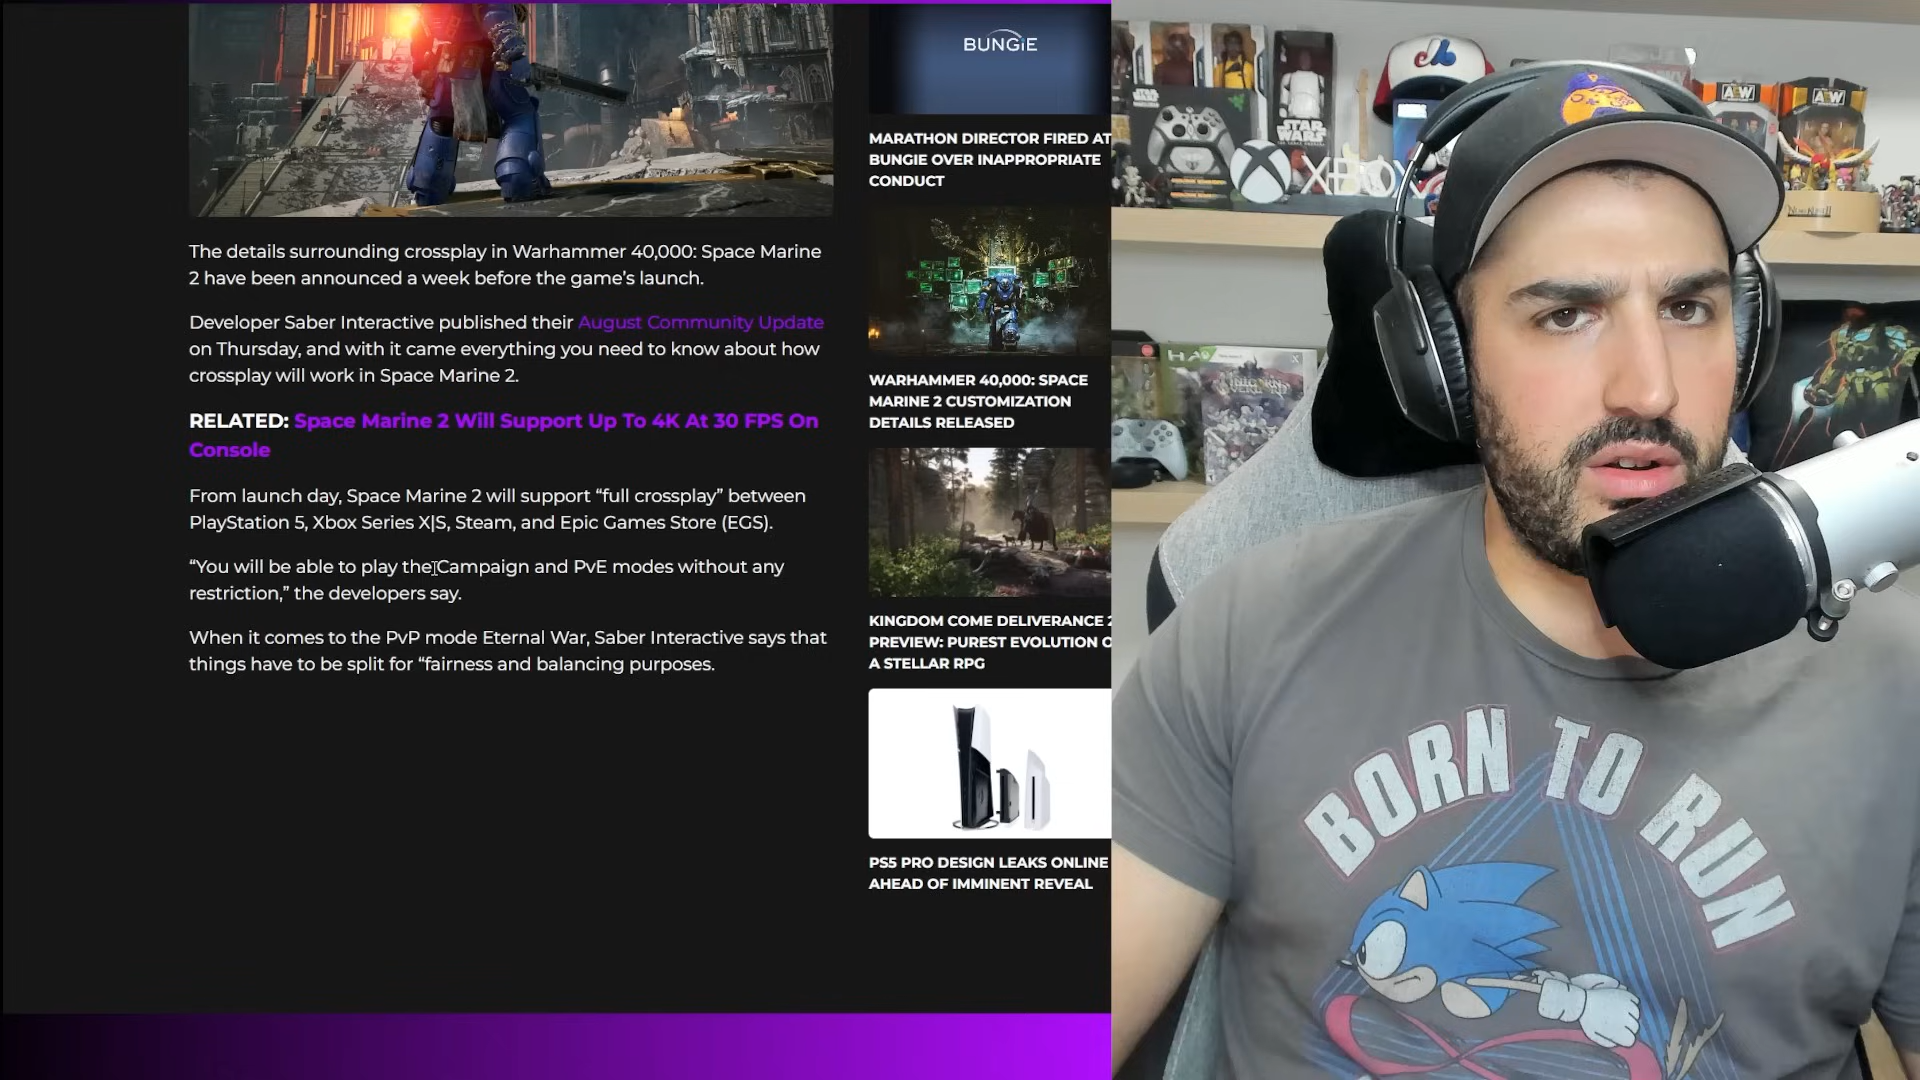 The details surrounding crossplay in Warhammer 40,000: Space Marine
2 have been announced a week before the game's launch.
Developer Saber Interactive published their August Community Update
on Thursday, and with it came everything you need to know about how
crossplay will work in Space Marine 2.
RELATED: Space Marine 2 Will Support Up To 4K At 30 FPS On
Console
From launch day, Space Marine 2 will support “full crossplay” between
PlayStation 5, Xbox Series X|S, Steam, and Epic Games Store (EGS).
“You will be able to play the Campaign and PvE modes without any
restriction,” the developers say.
When it comes to the PvP mode Eternal War, Saber Interactive says that
things have to be split for “fairness and balancing purposes.
BUNGIE
MARATHON DIRECTOR FIRED AT
BUNGIE OVER INAPPROPRIATE
CONDUCT
WARHAMMER 40,000: SPACE
MARINE 2 CUSTOMIZATION
DETAILS RELEASED
KINGDOM COME DELIVERANCE 2
PREVIEW: PUREST EVOLUTION O
A STELLAR RPG
PS5 PRO DESIGN LEAKS ONLINE
AHEAD OF IMMINENT REVEAL
STAR
WARS
XBOX
AEW
AEW
BORN TO RUN